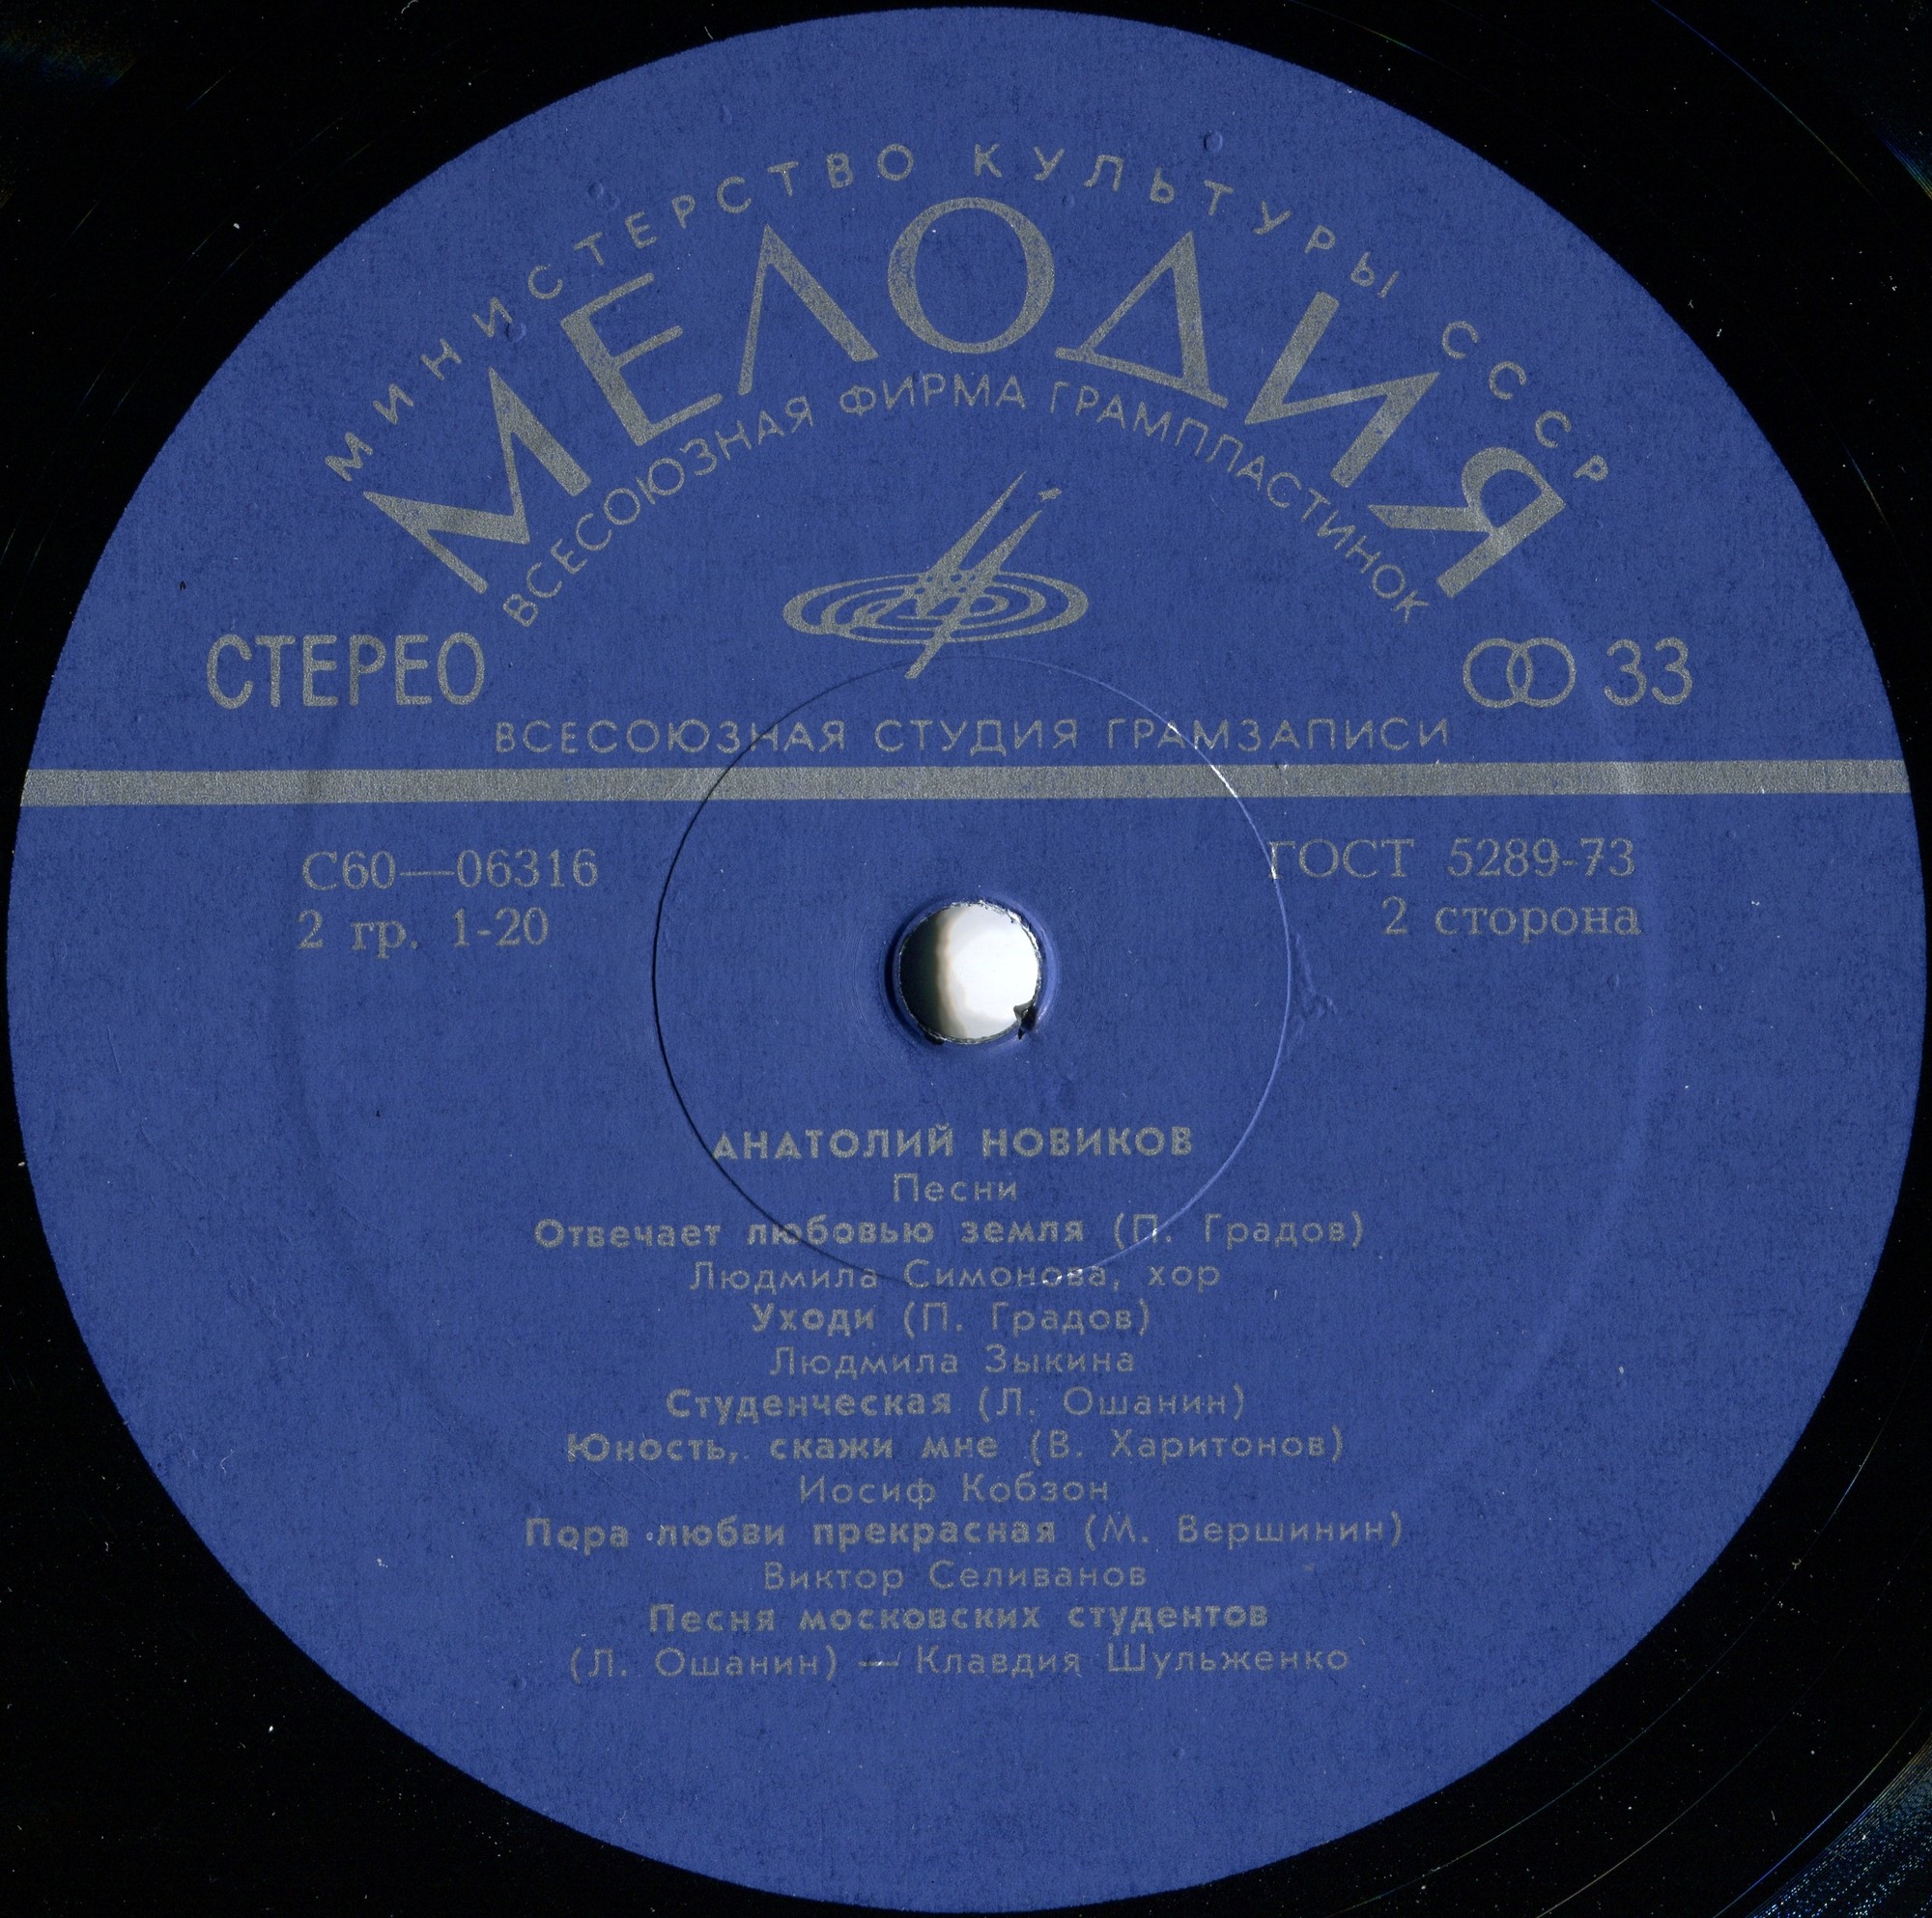 МИНИСТЕРСТВО КУЛЬТУРЫ СССР
МЕЛОДИЯ
ВСЕСОЮЗНАЯ ФИРМА ГРАМПЛАСТИНОК
СТЕРЕО
33
ВСЕСОЮЗНАЯ СТУДИЯ ГРАМЗАПИСИ
С60—06316
ГОСТ 5289-73
2 гр. 1-20
2 сторона
АНАТОЛИЙ НОВИКОВ
Песни
Отвечает любовью земля (П. Градов)
Людмила Симонова, хор
Уходи (П. Градов)
Людмила Зыкина
Студенческая (Л. Ошанин)
Юность, скажи мне (В. Харитонов)
Иосиф Кобзон
Пора любви прекрасная (М. Вершинин)
Виктор Селиванов
Песня московских студентов
(Л. Ошанин) — Клавдия Шульженко